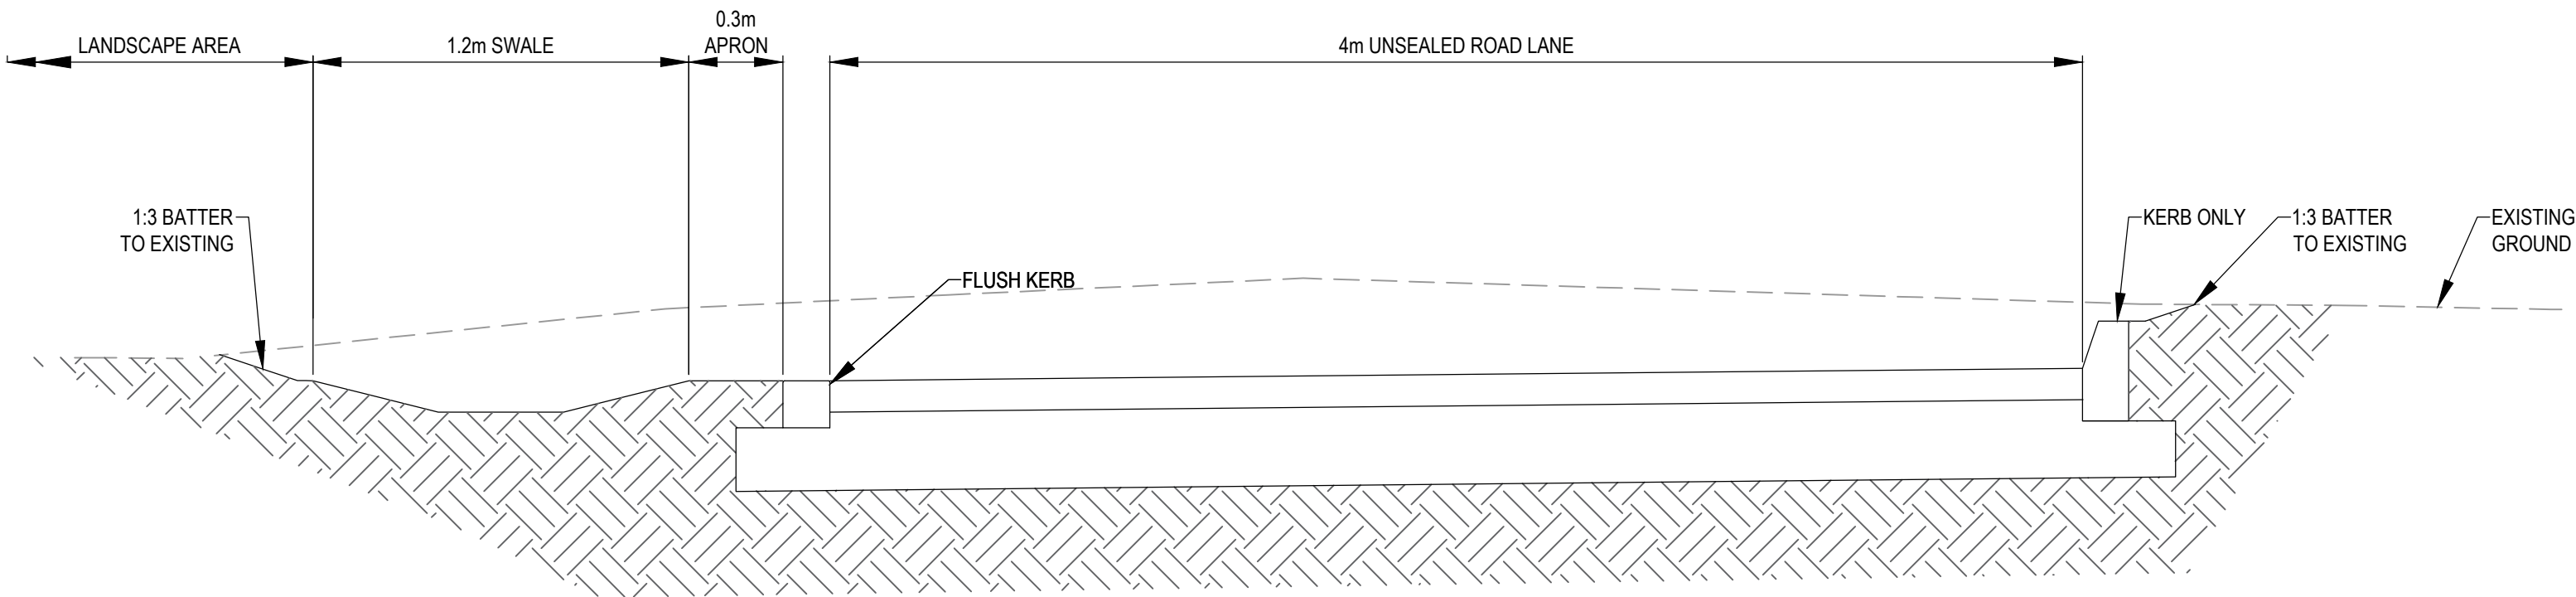 0.3m
LANDSCAPE AREA
1.2m SWALE
APRON
4m UNSEALED ROAD LANE
1:3 BATTER
TO EXISTING
FLUSH KERB
KERB ONLY
1:3 BATTER
TO EXISTING
EXISTING
GROUND